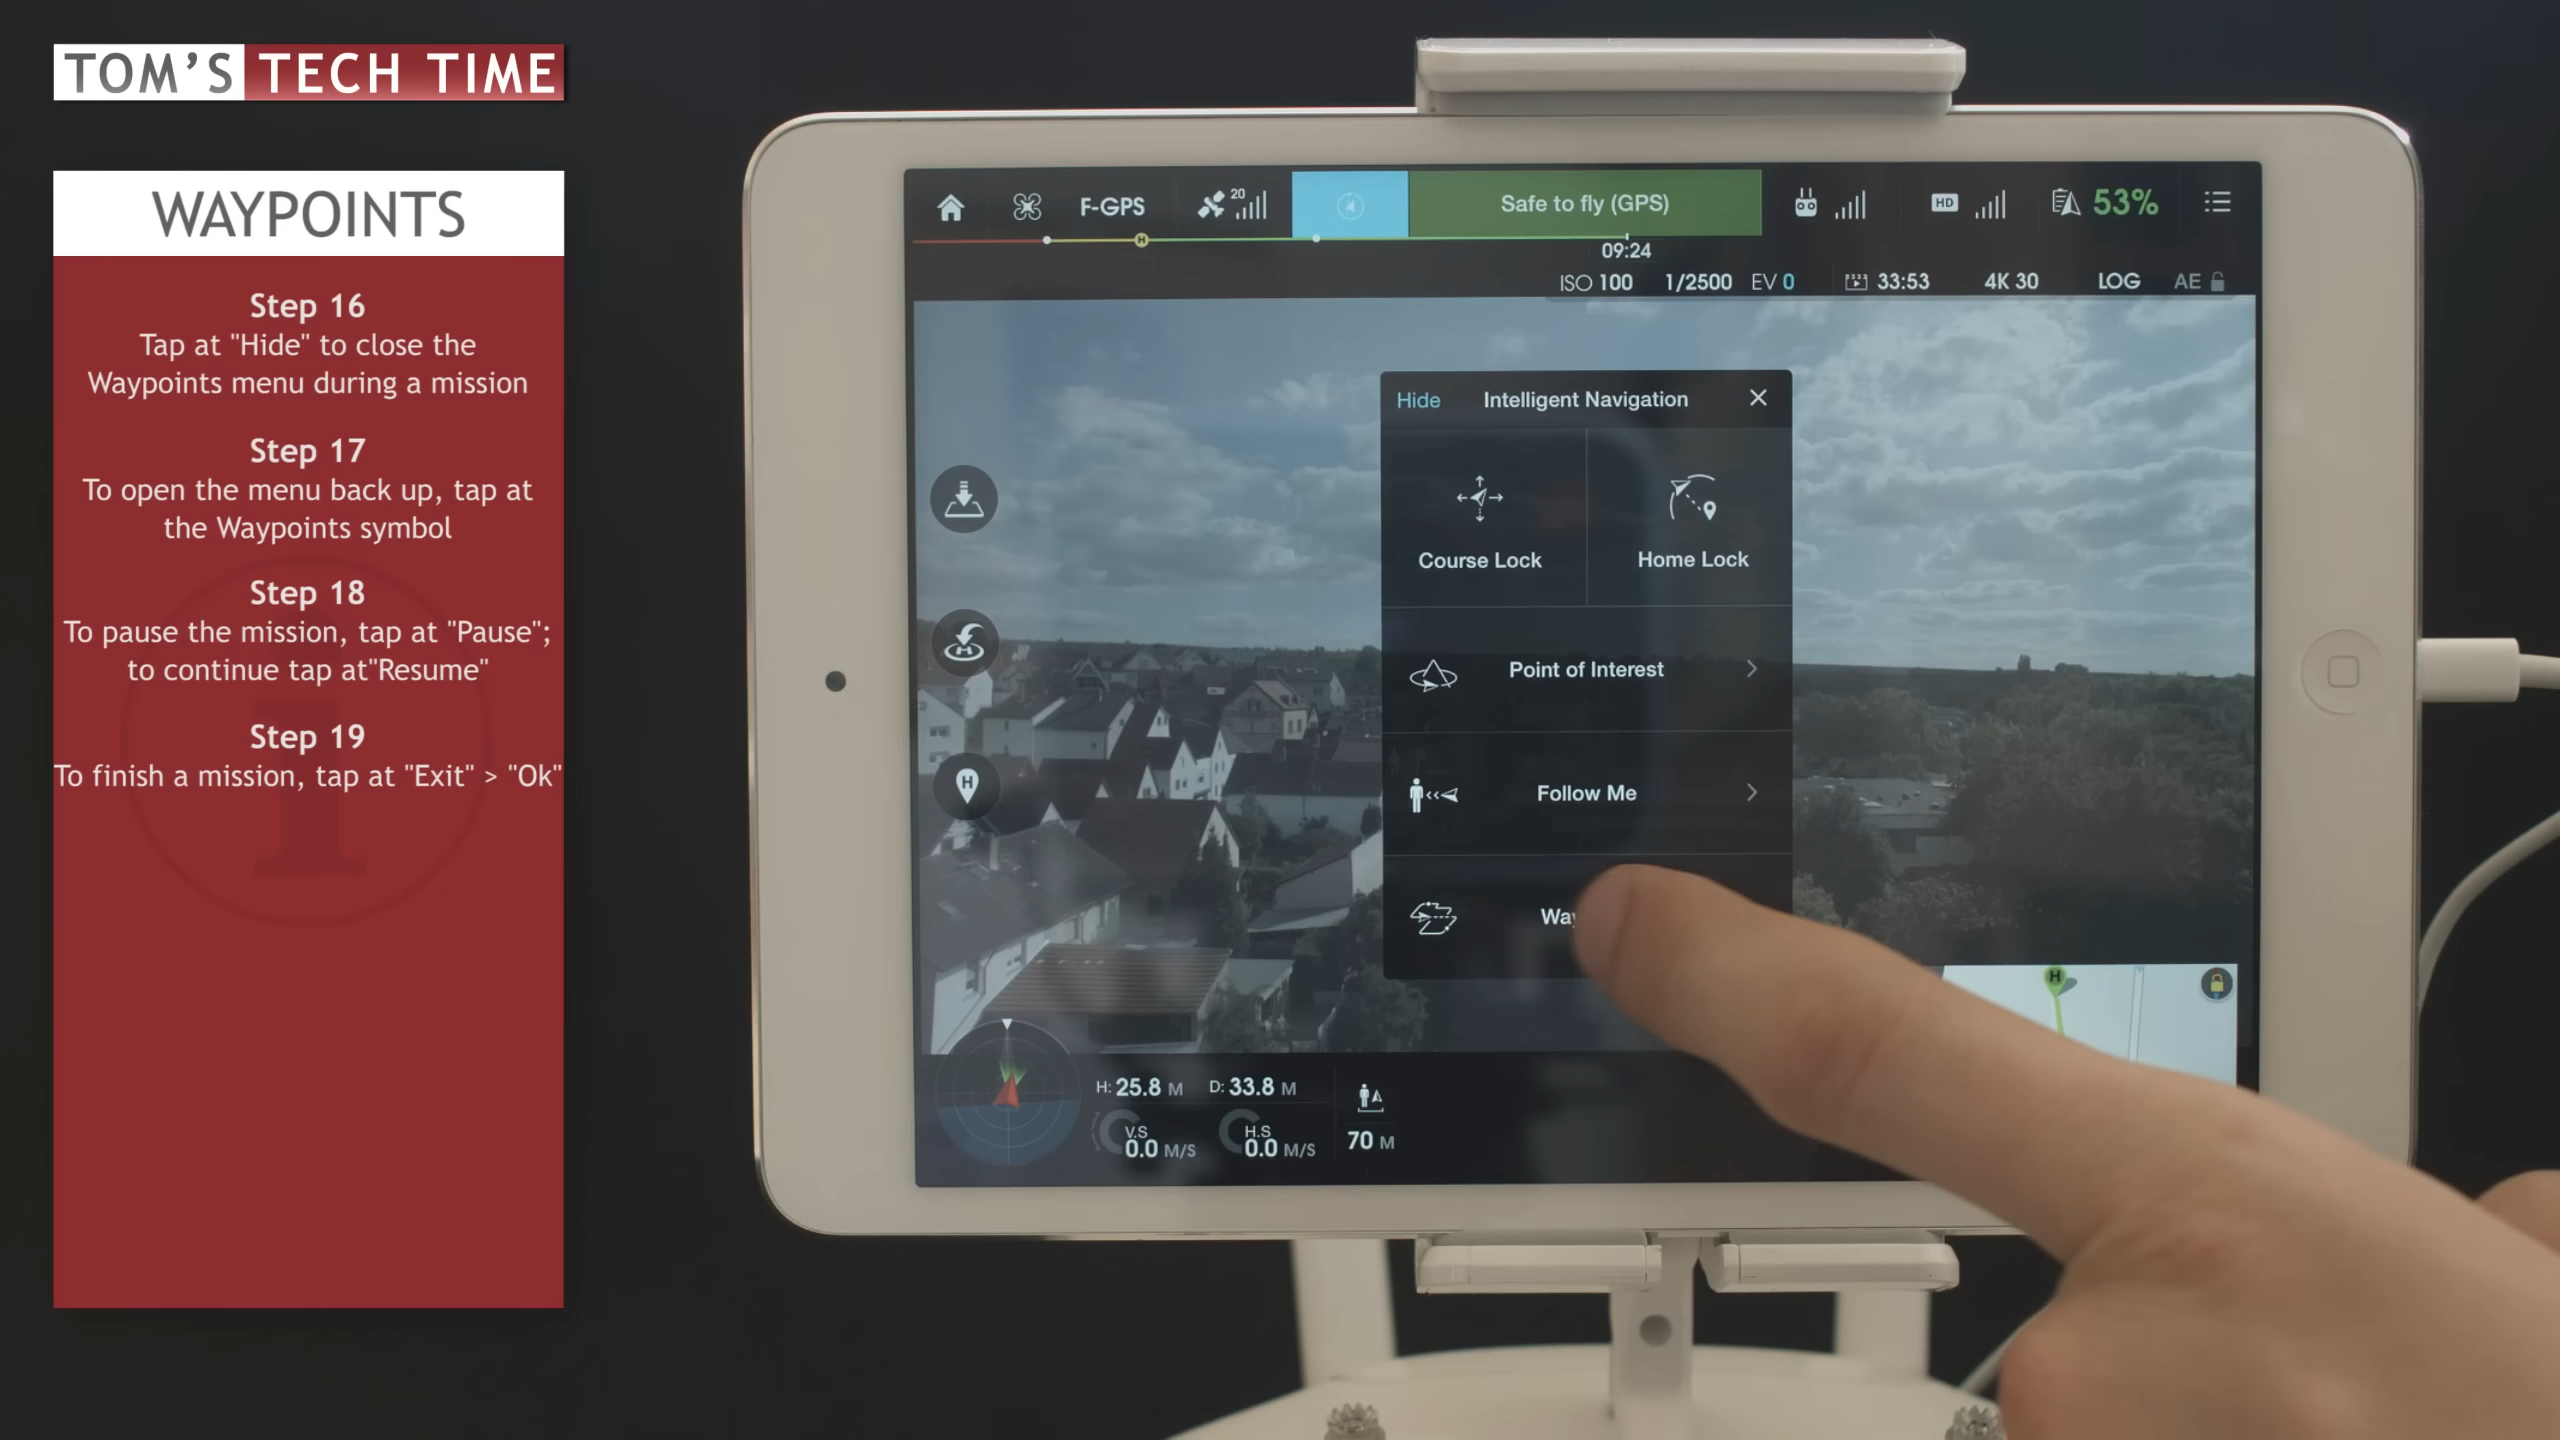 TOM'S TECH TIME
WAYPOINTS
Step 16
Tap at "Hide" to close the
Waypoints menu during a mission
Step 17
To open the menu back up, tap at
the Waypoints symbol
Step 18
To pause the mission, tap at "Pause";
to continue tap at"Resume"
Step 19
To finish a mission, tap at "Exit" > "Ok"
F-GPS
20
Safe to fly (GPS)
HD
53%
H
09:24
ISO 100
1/2500
EV 0
33:53
4K 30
LOG
AE
Hide
Intelligent Navigation
Course Lock
Home Lock
Point of Interest
Follow Me
H
H
H
H: 25.8 M
D: 33.8 M
V.S
0.0 M/S
H.S
0.0 M/S
70 M